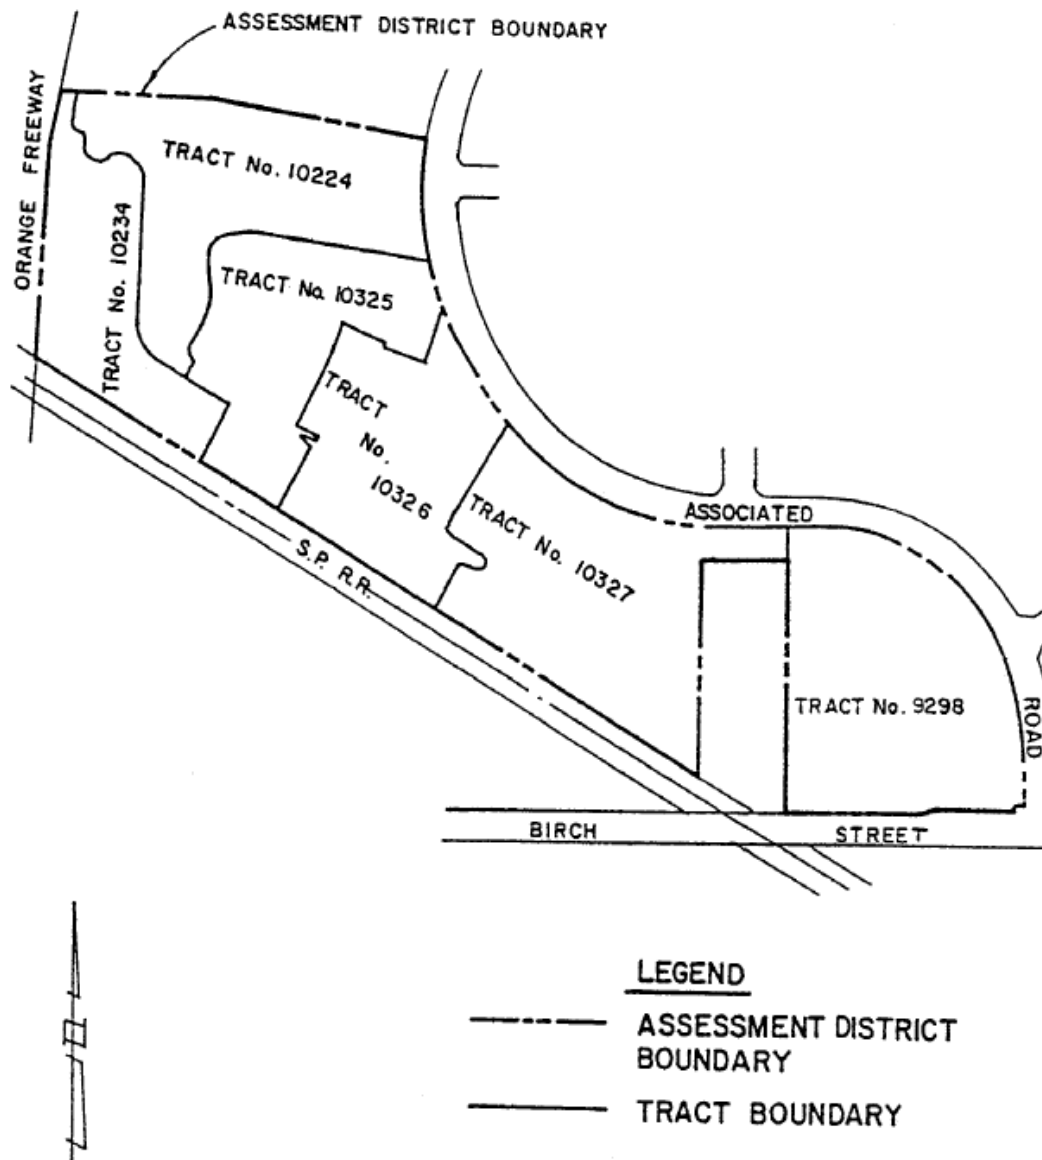 ASSESSMENT DISTRICT BOUNDARY
ORANGE FREEWAY
TRACT No. 10224
TRACT No. 10234
TRACT No. 10325
TRACT
No.
10326
TRACT No. 10327
ASSOCIATED
S.P. R.R.
TRACT No. 9298
ROAD
BIRCH
STREET
LEGEND
ASSESSMENT DISTRICT
BOUNDARY
TRACT BOUNDARY